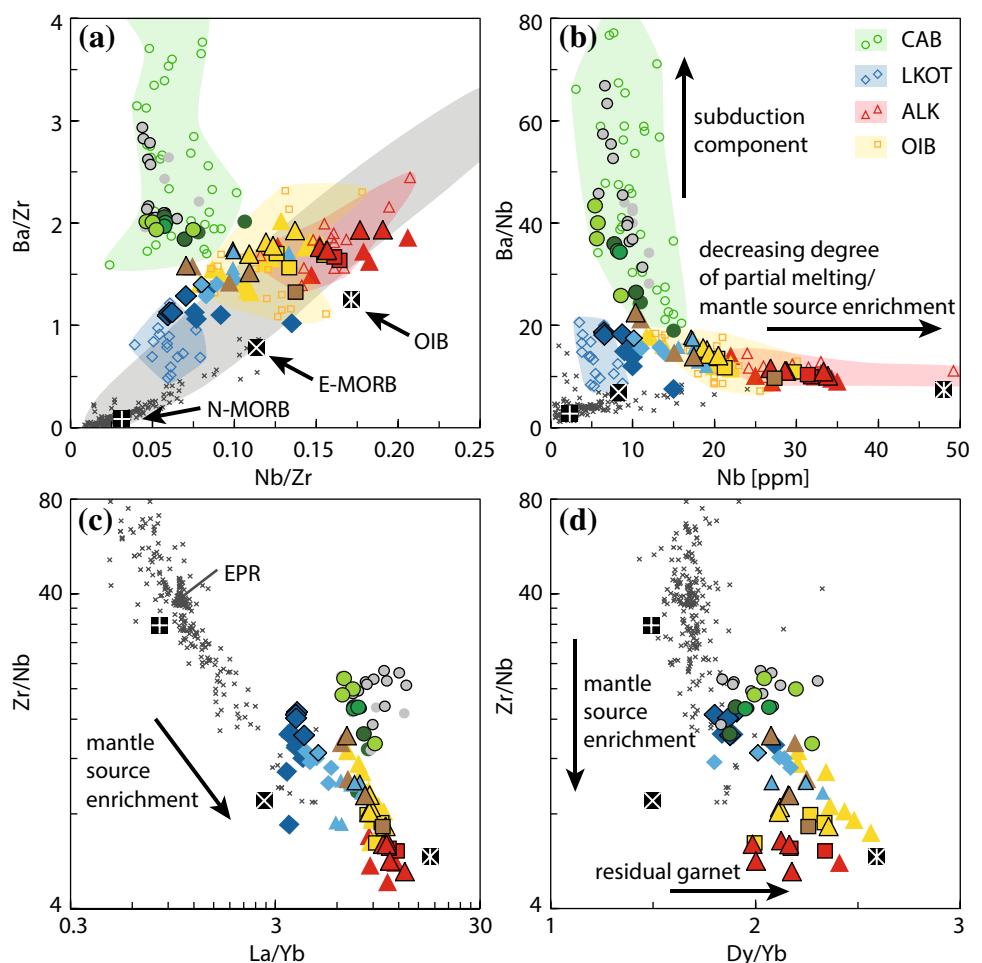 (a)
4
3
2
1
0
Ba/Zr
0.05
0.10
0.15
0.20
0.25
Nb/Zr
OIB
E-MORB
N-MORB
(b)
80
60
40
20
0
Ba/Nb
0
10
20
30
40
50
Nb [ppm]
CAB
LKOT
ALK
OIB
subduction
component
decreasing degree
of partial melting/
mantle source enrichment
(c)
80
40
4
Zr/Nb
EPR
mantle
source
enrichment
0.3
3
30
La/Yb
(d)
80
40
4
Zr/Nb
mantle
source
enrichment
residual garnet
1
2
3
Dy/Yb